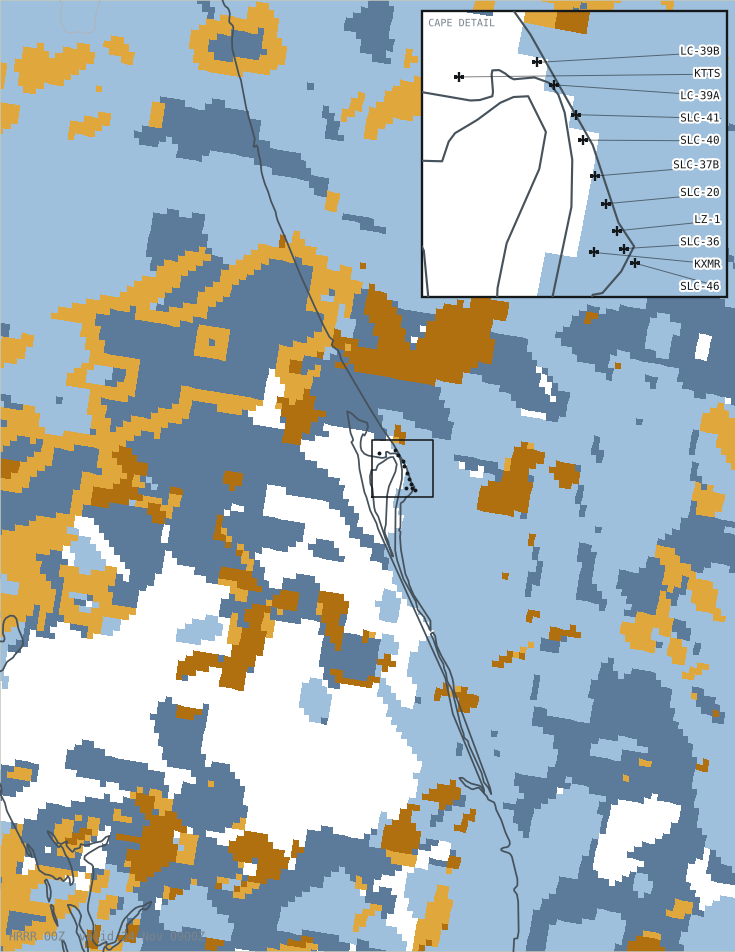 CAPE DETAIL
LC-39B
KTTS
LC-39A
SLC-41
SLC-40
SLC-37B
SLC-20
LZ-1
SLC-36
KXMR
SLC-46
HRRR 00Z